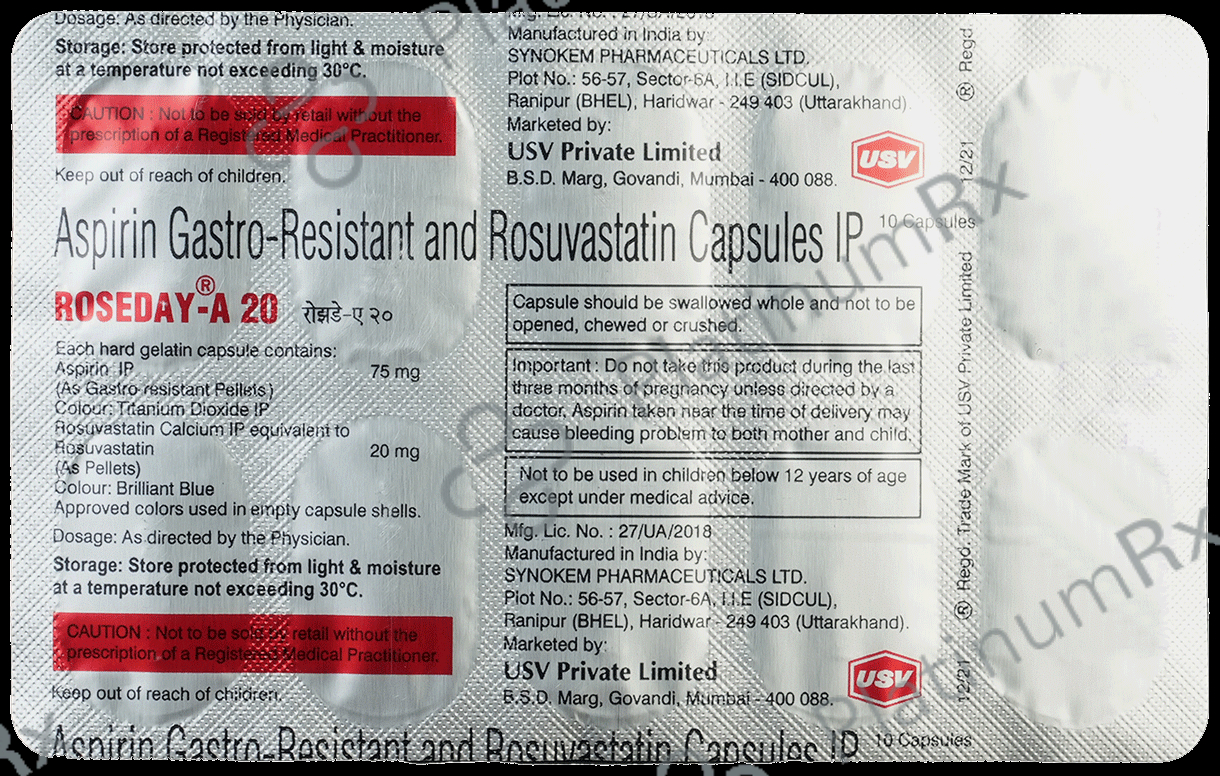 Dosage: As directed by the Physician.
Storage: Store protected from light & moisture
at a temperature not exceeding 30°C.
CAUTION : Not to be sold by retail without the
prescription of a Registered Medical Practitioner.
Keep out of reach of children.
Mfg. Lic. No. : 27/UA/2018
Manufactured in India by:
SYNOKEM PHARMACEUTICALS LTD.
Plot No.: 56-57, Sector-6A, I.I.E (SIDCUL),
Ranipur (BHEL), Haridwar - 249 403 (Uttarakhand).
Marketed by:
USV Private Limited
B.S.D. Marg, Govandi, Mumbai - 400 088.
USV
Aspirin Gastro-Resistant and Rosuvastatin Capsules IP
10 Capsules
ROSEDAY®-A 20 रोझडे-ए २०
Each hard gelatin capsule contains:
Aspirin IP 75 mg
(As Gastro resistant Pellets)
Colour: Titanium Dioxide IP
Rosuvastatin Calcium IP equivalent to
Rosuvastatin 20 mg
(As Pellets)
Colour: Brilliant Blue
Approved colors used in empty capsule shells.
Dosage: As directed by the Physician.
Storage: Store protected from light & moisture
at a temperature not exceeding 30°C.
CAUTION : Not to be sold by retail without the
prescription of a Registered Medical Practitioner.
Keep out of reach of children.
Capsule should be swallowed whole and not to be
opened, chewed or crushed.
Important : Do not take this product during the last
three months of pregnancy unless directed by a
doctor, Aspirin taken near the time of delivery may
cause bleeding problem to both mother and child.
Not to be used in children below 12 years of age
except under medical advice.
Mfg. Lic. No. : 27/UA/2018
Manufactured in India by:
SYNOKEM PHARMACEUTICALS LTD.
Plot No.: 56-57, Sector-6A, I.I.E (SIDCUL),
Ranipur (BHEL), Haridwar - 249 403 (Uttarakhand).
Marketed by:
USV Private Limited
B.S.D. Marg, Govandi, Mumbai - 400 088.
USV
Aspirin Gastro-Resistant and Rosuvastatin Capsules IP
10 Capsules
12/21 ® Regd. Trade Mark of USV Private Limited 12/21 ® Regd
PlatinumRx
PlatinumRx
PlatinumRx